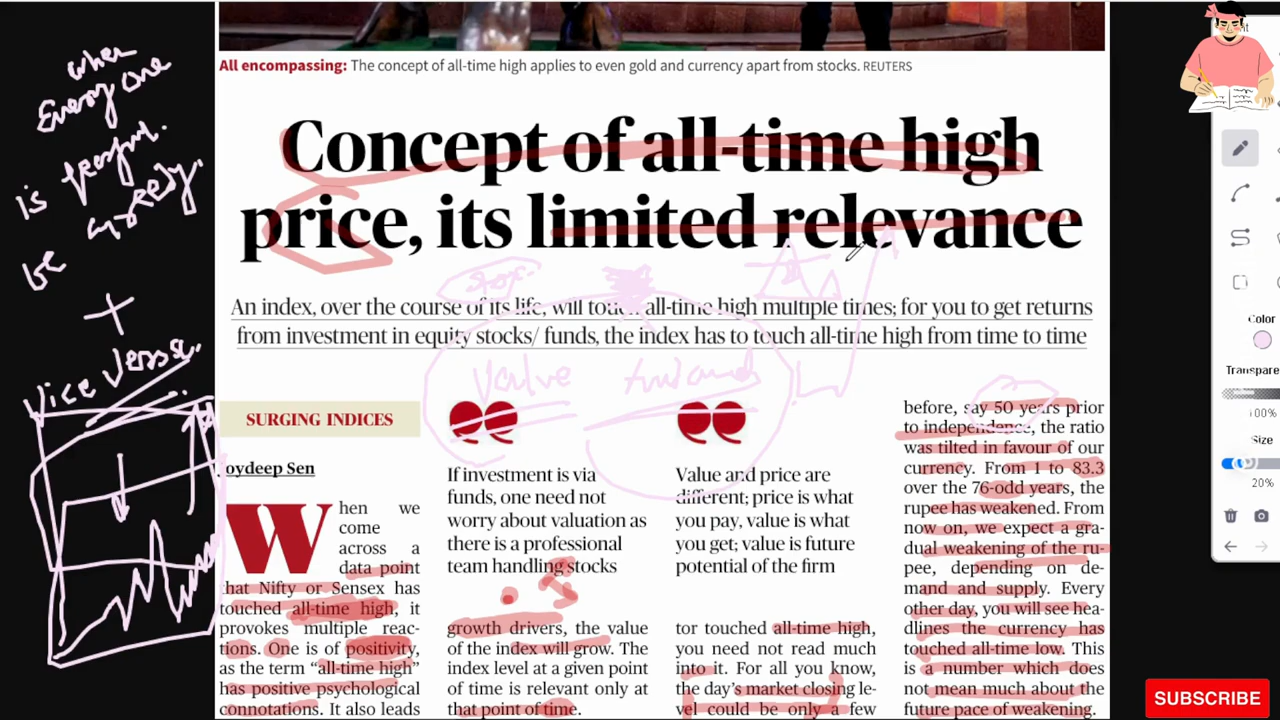 when
Every one
is fearful.
be greedy.
+
Vice Versa.
All encompassing: The concept of all-time high applies to even gold and currency apart from stocks. REUTERS
Concept of all-time high
price, its limited relevance
An index, over the course of its life, will touch all-time high multiple times; for you to get returns
from investment in equity stocks/ funds, the index has to touch all-time high from time to time
value
SURGING INDICES
Joydeep Sen
When we
come
across a
data point
that Nifty or Sensex has
touched all-time high, it
provokes multiple reac-
tions. One is of positivity,
as the term “all-time high”
has positive psychological
connotations. It also leads
If investment is via
funds, one need not
worry about valuation as
there is a professional
team handling stocks
growth drivers, the value
of the index will grow. The
index level at a given point
of time is relevant only at
that point of time.
Value and price are
different; price is what
you pay, value is what
you get; value is future
potential of the firm
tor touched all-time high,
you need not read much
into it. For all you know,
the day's market closing le-
vel could be only a few
before, say 50 years prior
to independence, the ratio
was tilted in favour of our
currency. From 1 to 83.3
over the 76-odd years, the
rupee has weakened. From
now on, we expect a gra-
dual weakening of the ru-
pee, depending on de-
mand and supply. Every
other day, you will see hea-
dlines the currency has
touched all-time low. This
is a number which does
not mean much about the
future pace of weakening.
Color
Transpare
100%
Size
20%
SUBSCRIBE